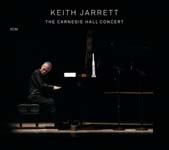 KEITH JARRETT
THE CARNEGIE HALL CONCERT
ECM